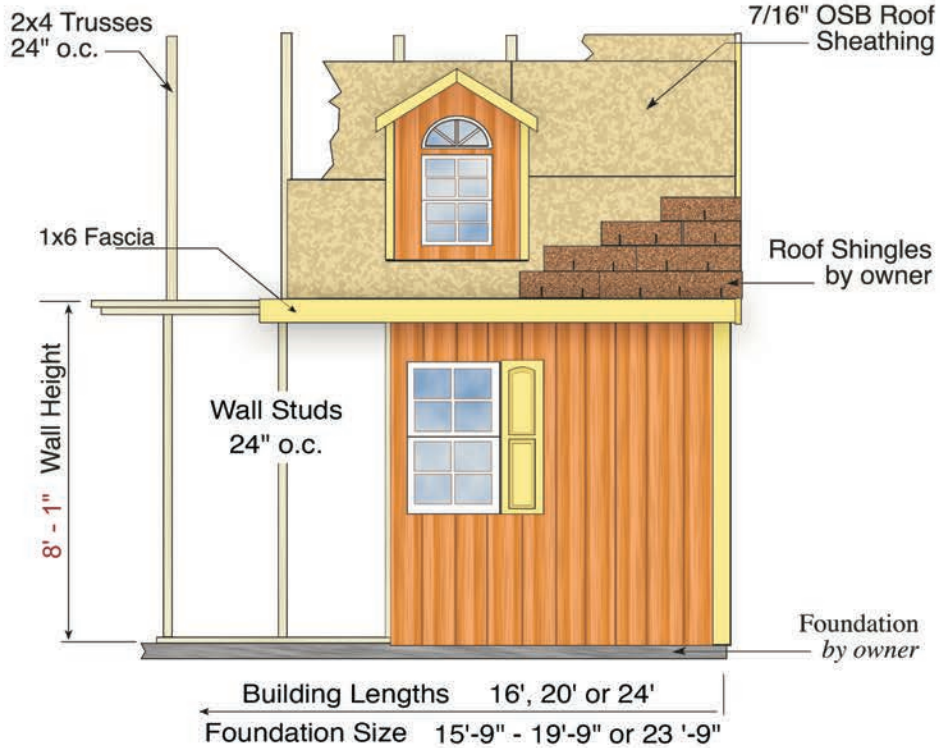 2x4 Trusses
24" o.c.
7/16" OSB Roof
Sheathing
1x6 Fascia
Roof Shingles
by owner
8' - 1" Wall Height
Wall Studs
24" o.c.
Foundation
by owner
Building Lengths 16', 20' or 24'
Foundation Size 15'-9" - 19'-9" or 23 '-9"